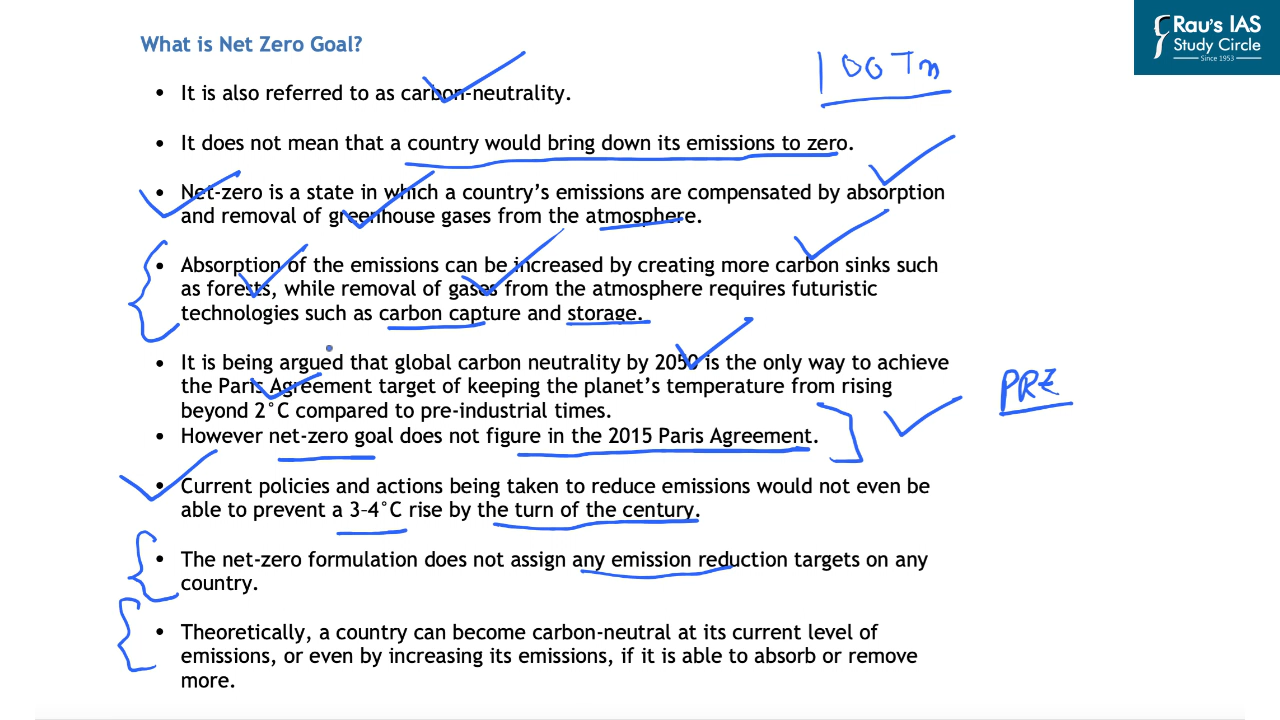 Rau's IAS
Study Circle
Since 1953
What is Net Zero Goal?
100 Tn
• It is also referred to as carbon-neutrality.
• It does not mean that a country would bring down its emissions to zero.
• Net-zero is a state in which a country's emissions are compensated by absorption
and removal of greenhouse gases from the atmosphere.
• Absorption of the emissions can be increased by creating more carbon sinks such
as forests, while removal of gases from the atmosphere requires futuristic
technologies such as carbon capture and storage.
• It is being argued that global carbon neutrality by 2050 is the only way to achieve
the Paris Agreement target of keeping the planet's temperature from rising
beyond 2°C compared to pre-industrial times.
PRE
• However net-zero goal does not figure in the 2015 Paris Agreement.
• Current policies and actions being taken to reduce emissions would not even be
able to prevent a 3-4°C rise by the turn of the century.
• The net-zero formulation does not assign any emission reduction targets on any
country.
• Theoretically, a country can become carbon-neutral at its current level of
emissions, or even by increasing its emissions, if it is able to absorb or remove
more.